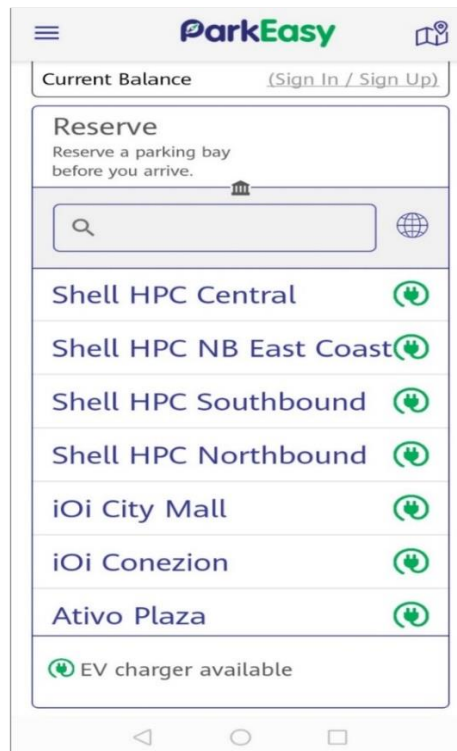 ParkEasy
Current Balance (Sign In / Sign Up)
Reserve
Reserve a parking bay
before you arrive.
Shell HPC Central
Shell HPC NB East Coast
Shell HPC Southbound
Shell HPC Northbound
iOi City Mall
iOi Conezion
Ativo Plaza
EV charger available